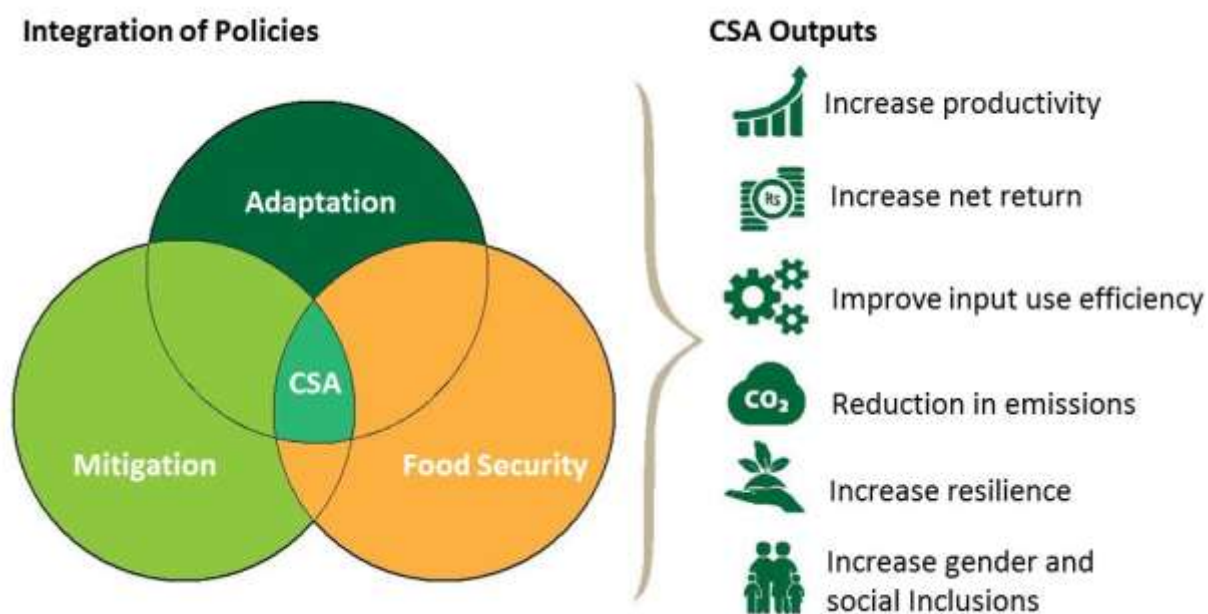 Integration of Policies
Adaptation
CSA
Mitigation
Food Security
CSA Outputs
Increase productivity
Rs
Increase net return
Improve input use efficiency
CO₂
Reduction in emissions
Increase resilience
Increase gender and
social Inclusions